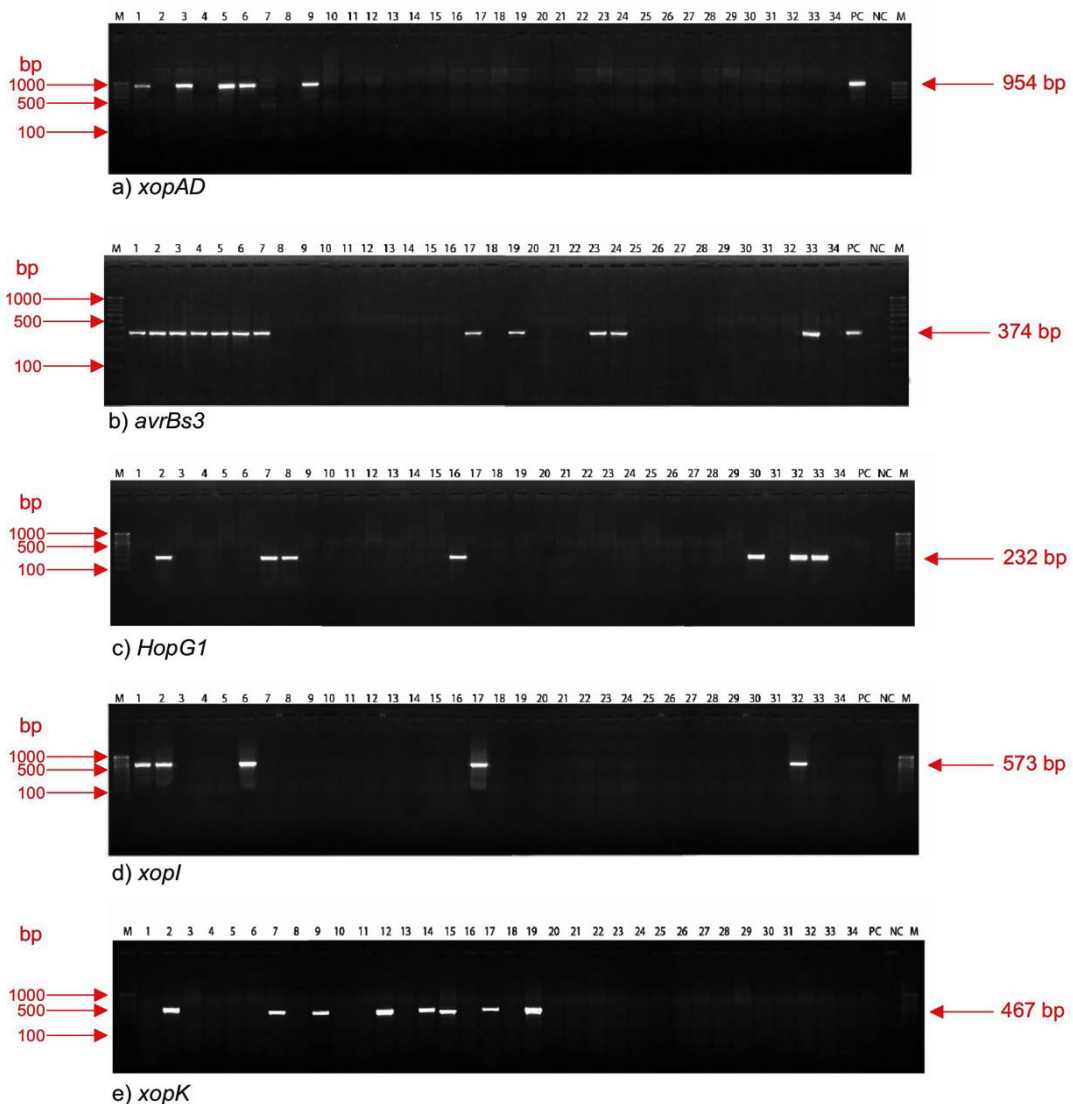 M 1 2 3 4 5 6 7 8 9 10 11 12 13 14 15 16 17 18 19 20 21 22 23 24 25 26 27 28 29 30 31 32 33 34 PC NC M
bp
1000
500
100
954 bp
a) xopAD
M 1 2 3 4 5 6 7 8 9 10 11 12 13 14 15 16 17 18 19 20 21 22 23 24 25 26 27 28 29 30 31 32 33 34 PC NC M
bp
1000
500
100
374 bp
b) avrBs3
M 1 2 3 4 5 6 7 8 9 10 11 12 13 14 15 16 17 18 19 20 21 22 23 24 25 26 27 28 29 30 31 32 33 34 PC NC M
bp
1000
500
100
232 bp
c) HopG1
M 1 2 3 4 5 6 7 8 9 10 11 12 13 14 15 16 17 18 19 20 21 22 23 24 25 26 27 28 29 30 31 32 33 34 PC NC M
bp
1000
500
100
573 bp
d) xopI
M 1 2 3 4 5 6 7 8 9 10 11 12 13 14 15 16 17 18 19 20 21 22 23 24 25 26 27 28 29 30 31 32 33 34 PC NC M
bp
1000
500
100
467 bp
e) xopK